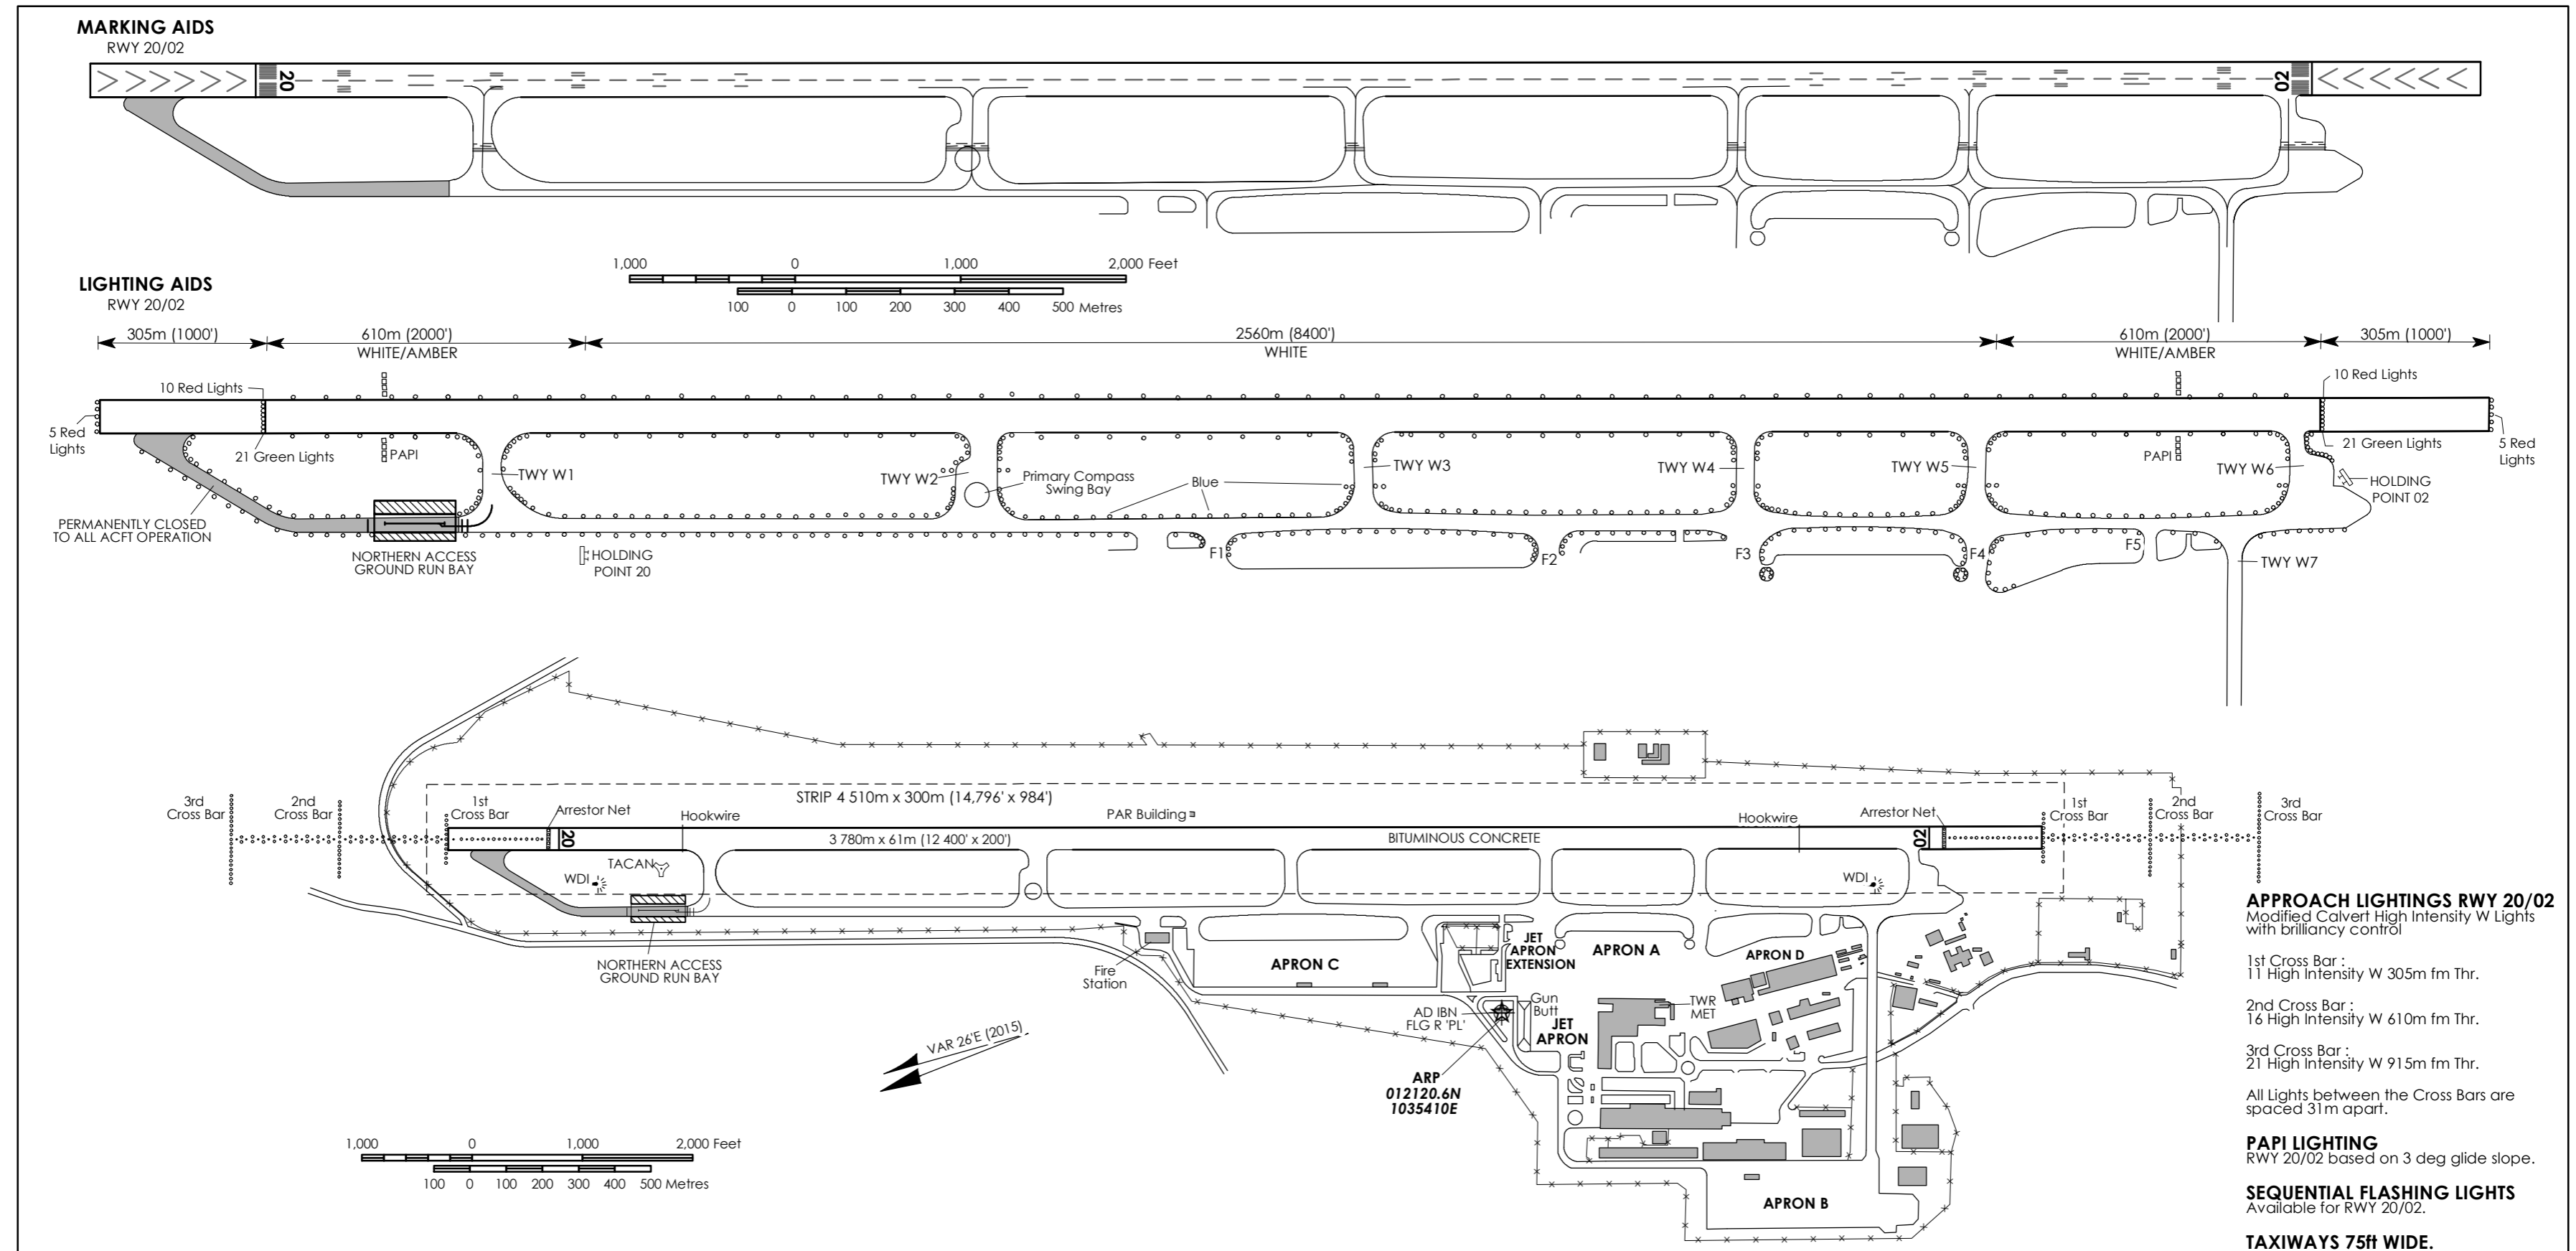 MARKING AIDS
RWY 20/02
20
02
1,000 0 1,000 2,000 Feet
100 0 100 200 300 400 500 Metres
LIGHTING AIDS
RWY 20/02
305m (1000') 610m (2000') 2560m (8400') 610m (2000') 305m (1000')
WHITE/AMBER WHITE WHITE/AMBER
10 Red Lights
10 Red Lights
5 Red
Lights
21 Green Lights
PAPI
TWY W1
TWY W2
Primary Compass
Swing Bay
Blue
TWY W3
TWY W4
TWY W5
PAPI
TWY W6
21 Green Lights
5 Red
Lights
HOLDING
POINT 02
PERMANENTLY CLOSED
TO ALL ACFT OPERATION
NORTHERN ACCESS
GROUND RUN BAY
HOLDING
POINT 20
F1
F2
F3
F4
F5
TWY W7
3rd
Cross Bar
2nd
Cross Bar
1st
Cross Bar
Arrestor Net
Hookwire
STRIP 4 510m x 300m (14,796' x 984')
PAR Building
Hookwire
Arrestor Net
1st
Cross Bar
2nd
Cross Bar
3rd
Cross Bar
20
3 780m x 61m (12 400' x 200')
BITUMINOUS CONCRETE
02
TACAN
WDI
WDI
NORTHERN ACCESS
GROUND RUN BAY
Fire
Station
APRON C
JET
APRON
EXTENSION
APRON A
APRON D
Gun
Butt
AD IBN
FLG R 'PL'
JET
APRON
TWR
MET
VAR 26'E (2015)
ARP
012120.6N
1035410E
APRON B
1,000 0 1,000 2,000 Feet
100 0 100 200 300 400 500 Metres
APPROACH LIGHTINGS RWY 20/02
Modified Calvert High Intensity W Lights
with brilliancy control
1st Cross Bar :
11 High Intensity W 305m fm Thr.
2nd Cross Bar :
16 High Intensity W 610m fm Thr.
3rd Cross Bar :
21 High Intensity W 915m fm Thr.
All Lights between the Cross Bars are
spaced 31m apart.
PAPI LIGHTING
RWY 20/02 based on 3 deg glide slope.
SEQUENTIAL FLASHING LIGHTS
Available for RWY 20/02.
TAXIWAYS 75ft WIDE.